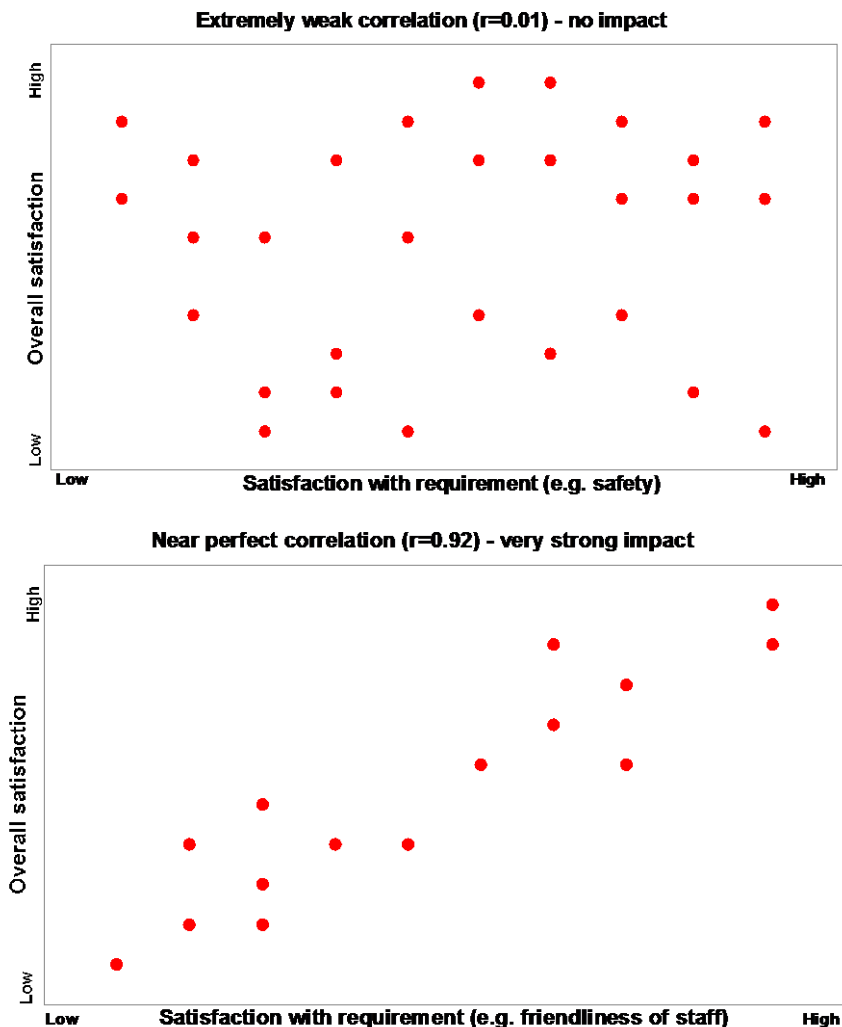 Extremely weak correlation (r=0.01) - no impact
High
Overall satisfaction
Low
Low
Satisfaction with requirement (e.g. safety)
High
Near perfect correlation (r=0.92) - very strong impact
High
Overall satisfaction
Low
Low
Satisfaction with requirement (e.g. friendliness of staff)
High